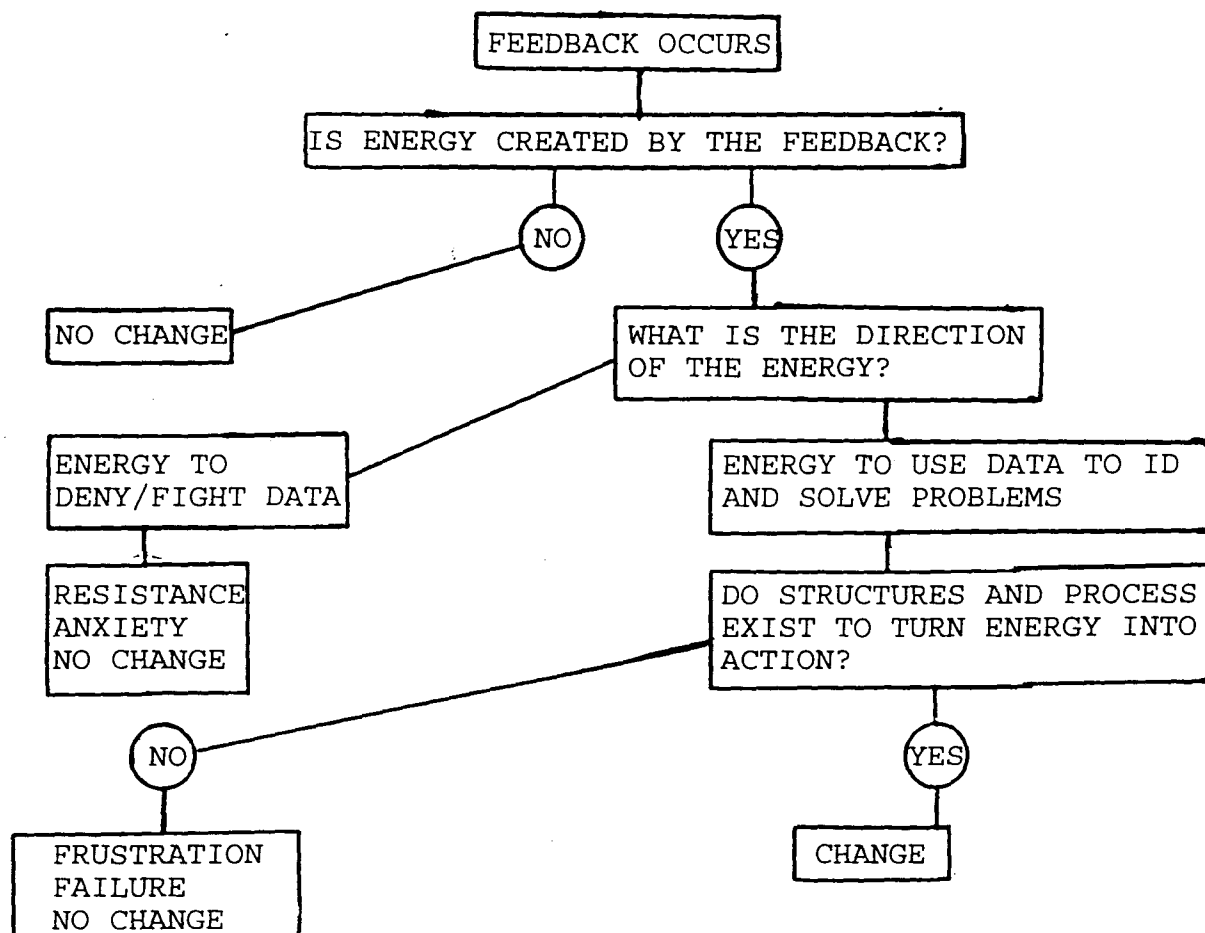 FEEDBACK OCCURS
IS ENERGY CREATED BY THE FEEDBACK?
NO
YES
NO CHANGE
WHAT IS THE DIRECTION
OF THE ENERGY?
ENERGY TO
DENY/FIGHT DATA
ENERGY TO USE DATA TO ID
AND SOLVE PROBLEMS
RESISTANCE
ANXIETY
NO CHANGE
DO STRUCTURES AND PROCESS
EXIST TO TURN ENERGY INTO
ACTION?
NO
YES
FRUSTRATION
FAILURE
NO CHANGE
CHANGE